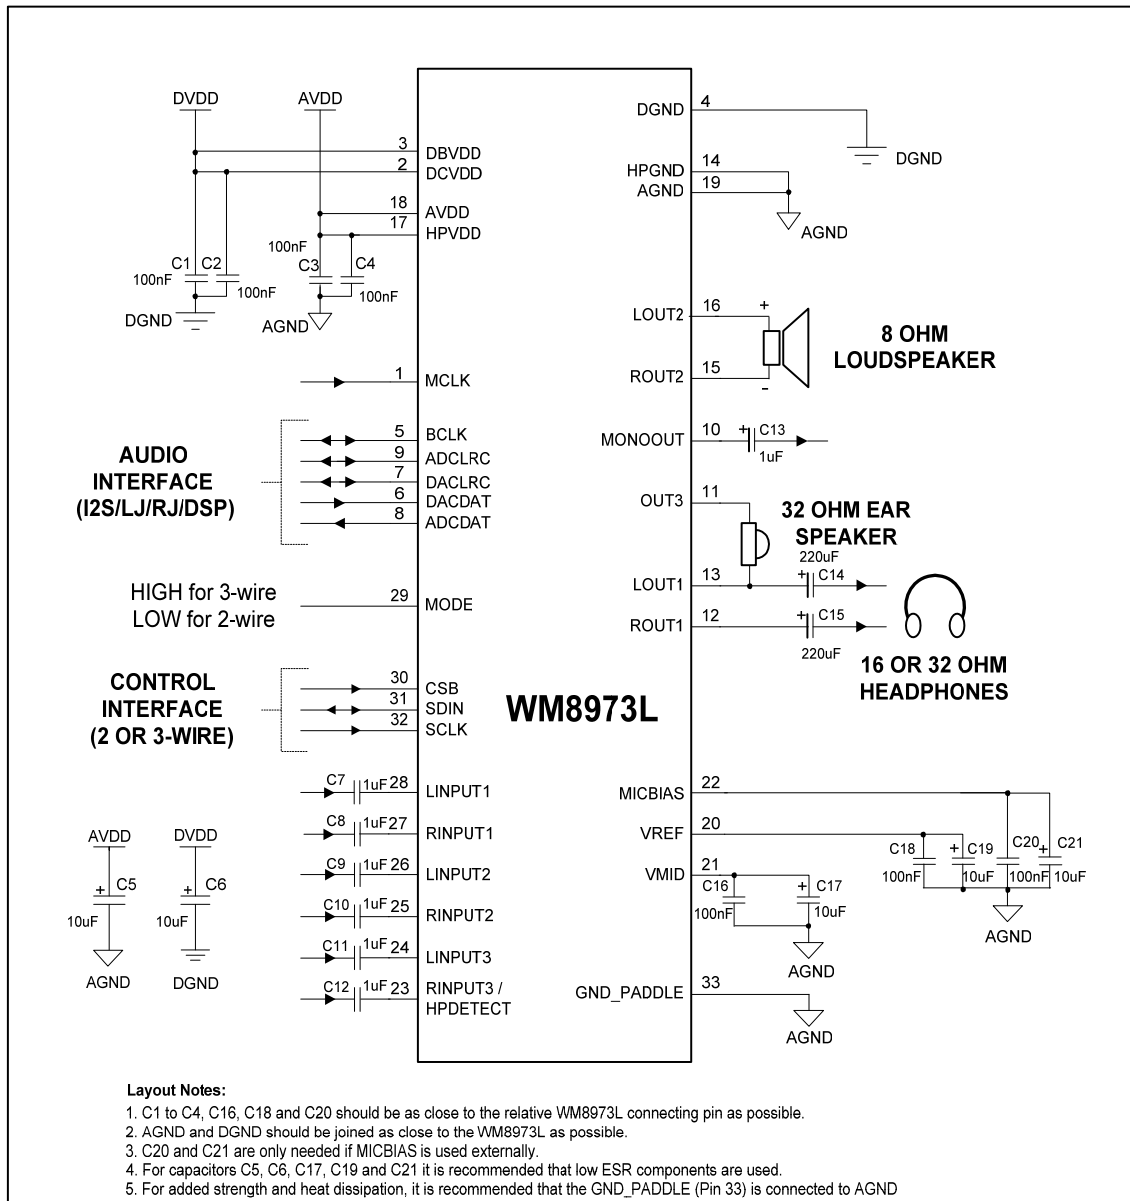 DVDD
AVDD
3
DBVDD
2
DCVDD
18
AVDD
17
HPVDD
100nF
C1
C2
C3
C4
100nF
100nF
100nF
DGND
AGND
1
MCLK
AUDIO
INTERFACE
(I2S/LJ/RJ/DSP)
5
BCLK
9
ADCLRC
7
DACLRC
6
DACDAT
8
ADCDAT
HIGH for 3-wire
LOW for 2-wire
29
MODE
CONTROL
INTERFACE
(2 OR 3-WIRE)
30
CSB
31
SDIN
32
SCLK
C7 1uF 28 LINPUT1
C8 1uF 27 RINPUT1
C9 1uF 26 LINPUT2
C10 1uF 25 RINPUT2
C11 1uF 24 LINPUT3
C12 1uF 23 RINPUT3 /
HPDETECT
AVDD
DVDD
+ C5
+ C6
10uF
10uF
AGND
DGND
WM8973L
DGND 4
DGND
HPGND 14
AGND 19
AGND
LOUT2 16
+
ROUT2 15
-
8 OHM
LOUDSPEAKER
MONOOUT 10
+ C13
1uF
OUT3 11
32 OHM EAR
SPEAKER
220uF
LOUT1 13
+ C14
ROUT1 12
+ C15
220uF
16 OR 32 OHM
HEADPHONES
MICBIAS 22
VREF 20
VMID 21
C18
+ C19
C20
+ C21
100nF
10uF
100nF
10uF
AGND
C16
+ C17
100nF
10uF
AGND
GND_PADDLE 33
AGND
Layout Notes:
1. C1 to C4, C16, C18 and C20 should be as close to the relative WM8973L connecting pin as possible.
2. AGND and DGND should be joined as close to the WM8973L as possible.
3. C20 and C21 are only needed if MICBIAS is used externally.
4. For capacitors C5, C6, C17, C19 and C21 it is recommended that low ESR components are used.
5. For added strength and heat dissipation, it is recommended that the GND_PADDLE (Pin 33) is connected to AGND